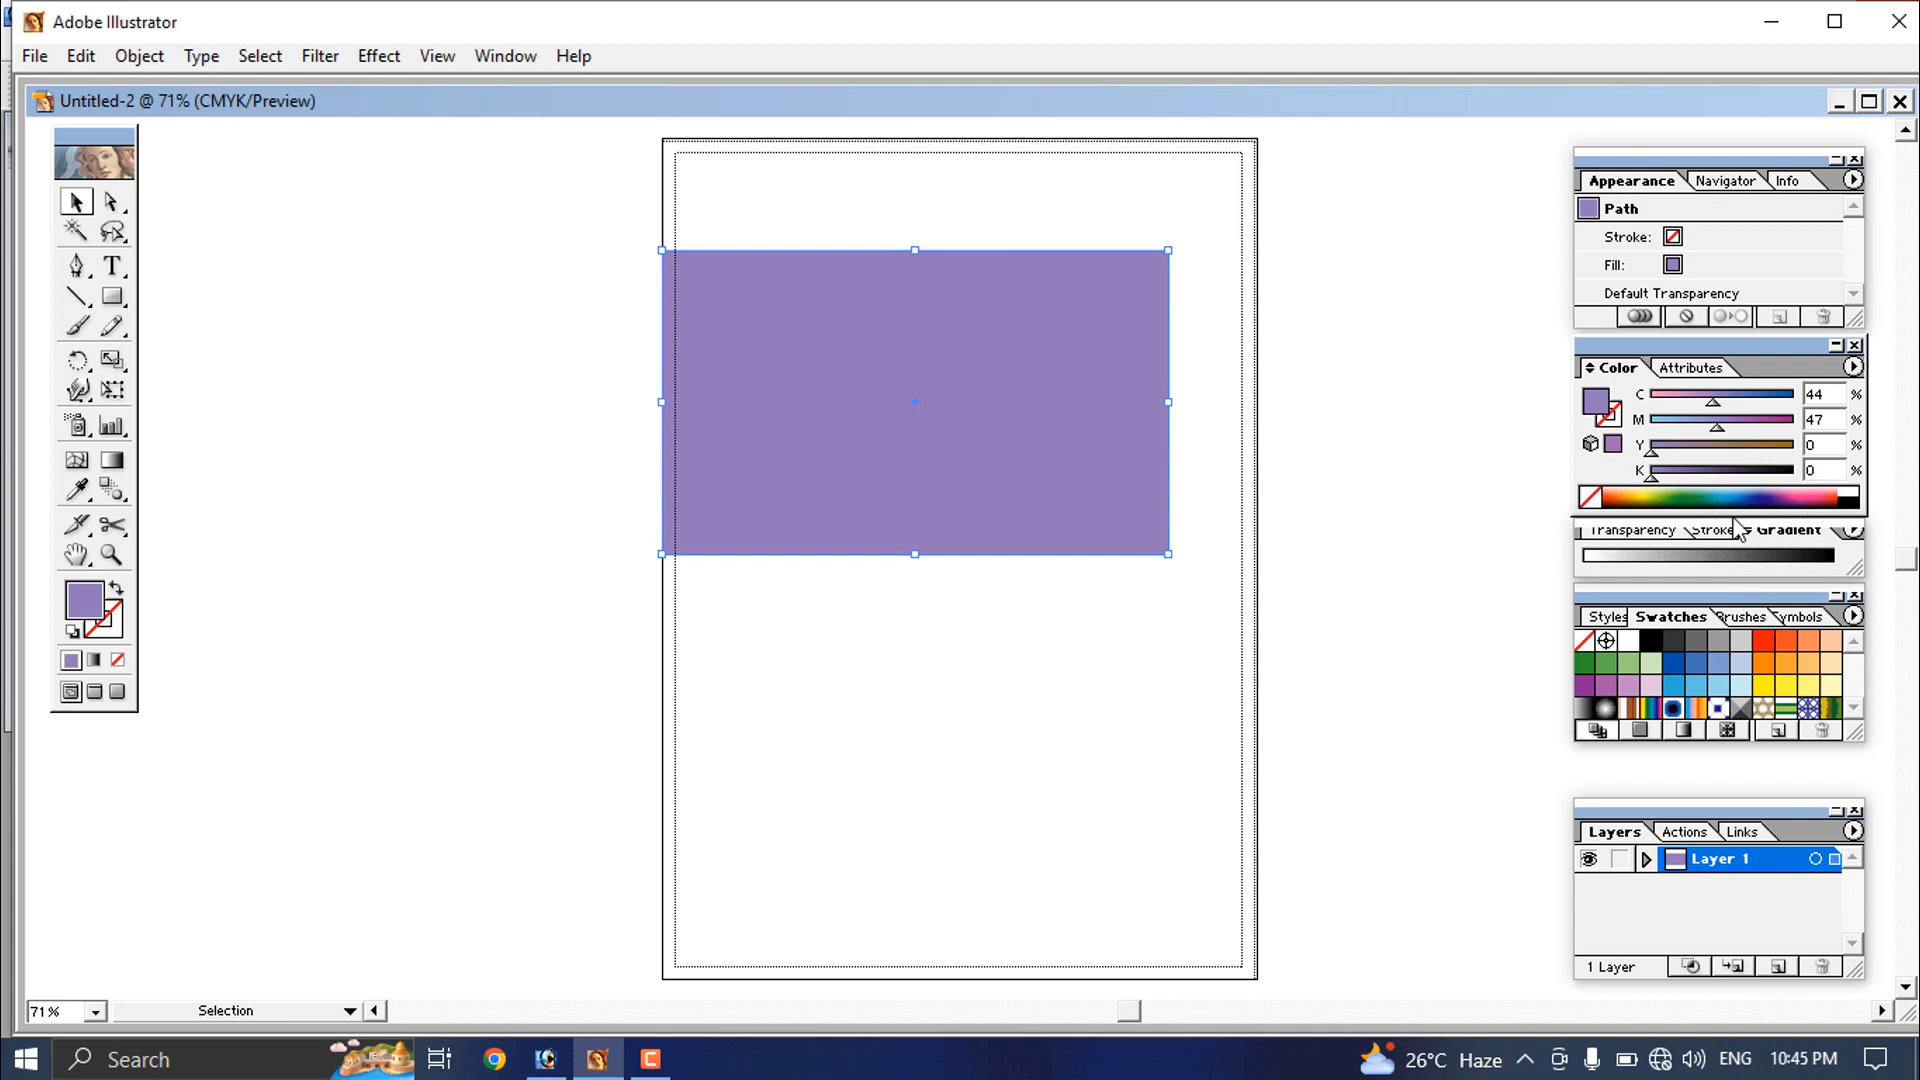 Adobe Illustrator
File Edit Object Type Select Filter Effect View Window Help
Untitled-2 @ 71% (CMYK/Preview)
Appearance Navigator Info
Path
Stroke:
Fill:
Default Transparency
Color Attributes
C 44 %
M 47 %
Y 0 %
K 0 %
Transparency Stroke Gradient
Styles Swatches Brushes Symbols
T
Layers Actions Links
Layer 1
1 Layer
71% Selection
Search 26°C Haze ENG 10:45 PM